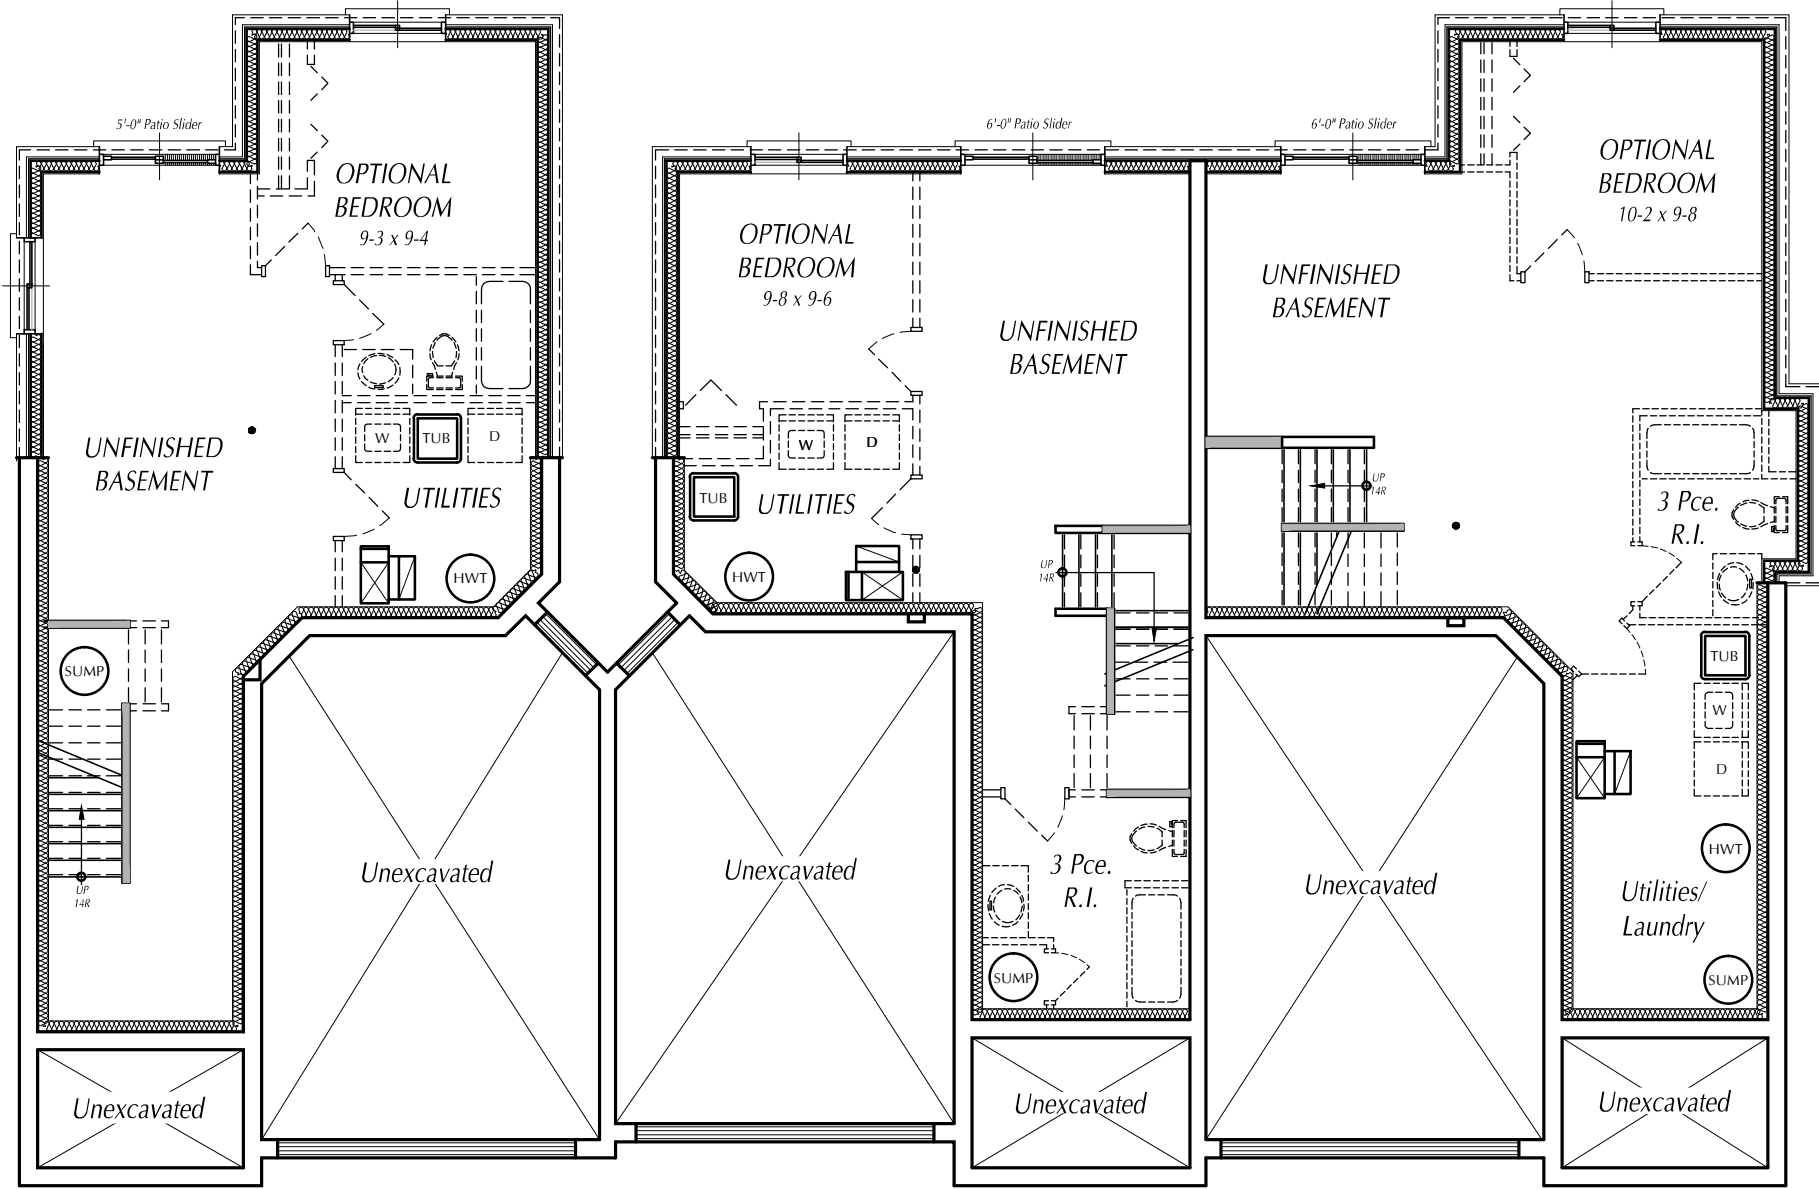 5'-0" Patio Slider
OPTIONAL
BEDROOM
9-3 x 9-4
UNFINISHED
BASEMENT
W
TUB
D
UTILITIES
HWT
SUMP
UP
14R
Unexcavated
Unexcavated
6'-0" Patio Slider
OPTIONAL
BEDROOM
9-8 x 9-6
UNFINISHED
BASEMENT
W
D
TUB
UTILITIES
HWT
UP
14R
Unexcavated
3 Pce.
R.I.
SUMP
Unexcavated
6'-0" Patio Slider
OPTIONAL
BEDROOM
10-2 x 9-8
UNFINISHED
BASEMENT
UP
14R
3 Pce.
R.I.
TUB
W
D
HWT
Unexcavated
Utilities/
Laundry
SUMP
Unexcavated